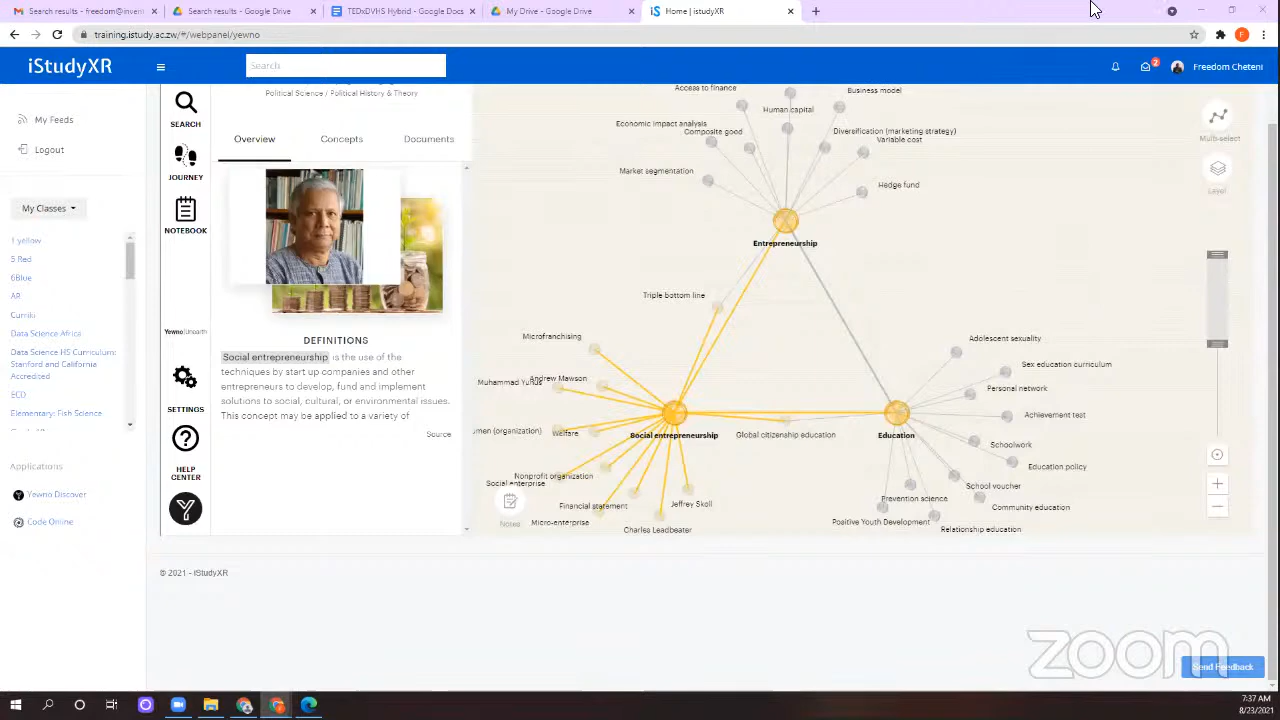 Search results - freedom@inven
Search results - Google Drive
TEDxDVHS Hybrid - Google Docs
My Drive - Google Drive
Home | istudyXR
training.istudy.ac.zw/#/webpanel/yewno
F
iStudyXR
Search
2
Freedom Cheteni
My Feeds
Logout
My Classes
1 yellow
5 Red
6Blue
AR
Curriki
Data Science Africa
Data Science HS Curriculum:
Stanford and California
Accredited
ECD
Elementary: Fish Science
Applications
Yewno Discover
Code Online
SEARCH
JOURNEY
NOTEBOOK
Yewno|Unearth
SETTINGS
HELP
CENTER
Political Science / Political History & Theory
Overview
Concepts
Documents
DEFINITIONS
Social entrepreneurship is the use of the
techniques by start up companies and other
entrepreneurs to develop, fund and implement
solutions to social, cultural, or environmental issues.
This concept may be applied to a variety of
Source
Access to finance
Business model
Human capital
Economic impact analysis
Composite good
Diversification (marketing strategy)
Variable cost
Market segmentation
Hedge fund
Entrepreneurship
Triple bottom line
Microfranchising
Andrew Mawson
Muhammad Yunus
(organization)
Welfare
Social entrepreneurship
Global citizenship education
Education
Nonprofit organization
Social enterprise
Financial statement
Jeffrey Skoll
Micro-enterprise
Charles Leadbeater
Adolescent sexuality
Sex education curriculum
Personal network
Achievement test
Schoolwork
Education policy
School voucher
Prevention science
Community education
Positive Youth Development
Relationship education
Multi-select
Level
Notes
© 2021 - iStudyXR
zoom
Send Feedback
7:37 AM
8/23/2021